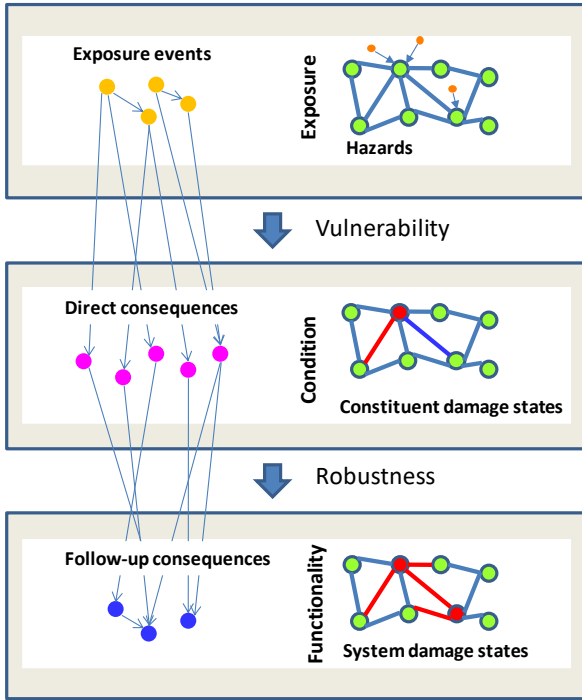 Exposure events
Exposure
Hazards
Vulnerability
Direct consequences
Condition
Constituent damage states
Robustness
Follow-up consequences
Functionality
System damage states